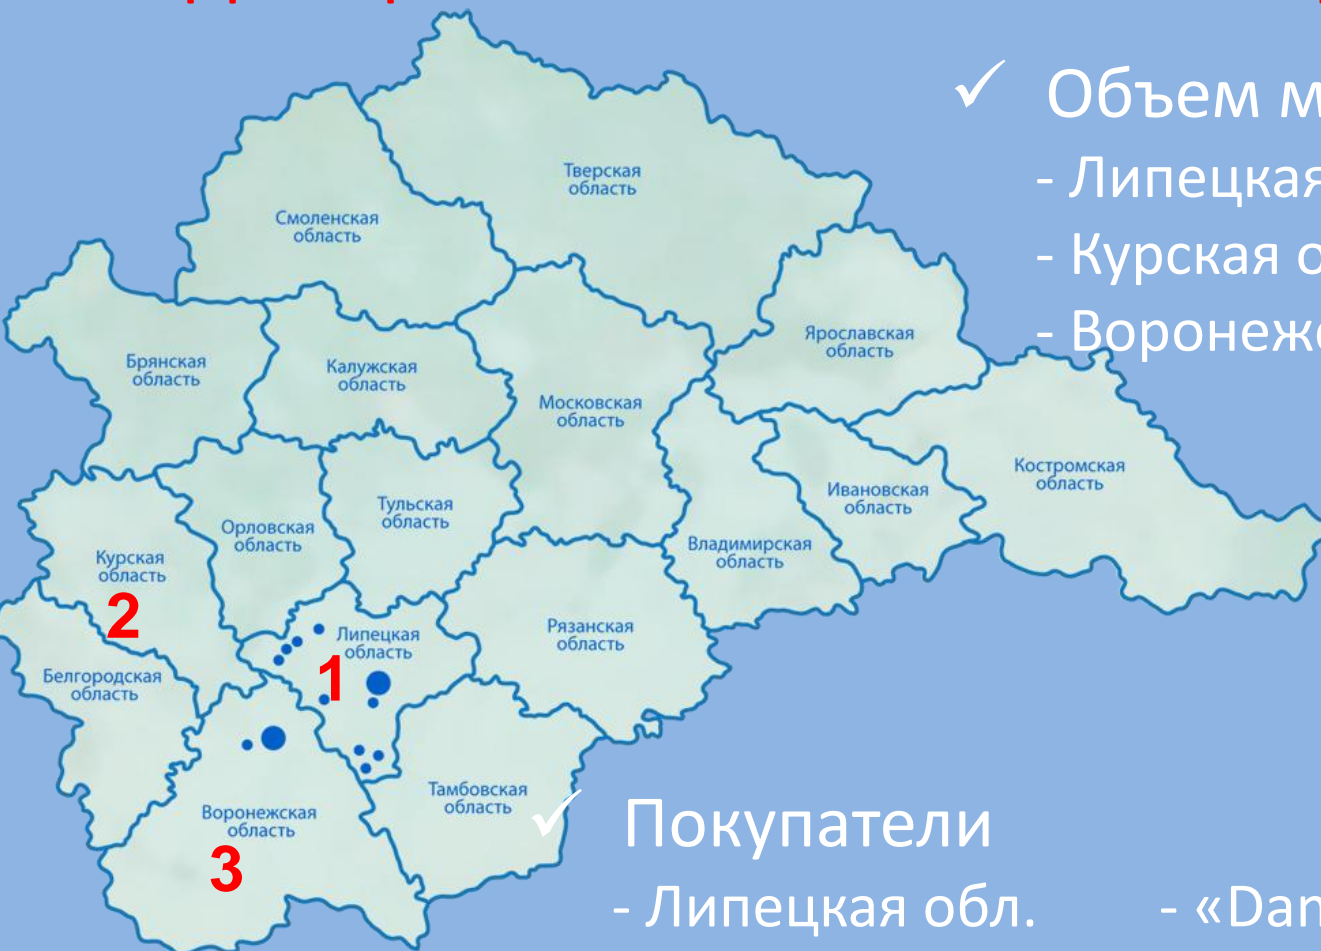 ✓ Объем м
- Липецкая
- Курская о
- Воронежс
Тверская
область
Смоленская
область
Ярославская
область
Брянская
область
Калужская
область
Московская
область
Костромская
область
Ивановская
область
Тульская
область
Орловская
область
Владимирская
область
Курская
область
2
Липецкая
область
1
Рязанская
область
Белгородская
область
Тамбовская
область
Воронежская
область
3
✓ Покупатели
- Липецкая обл. - «Dan